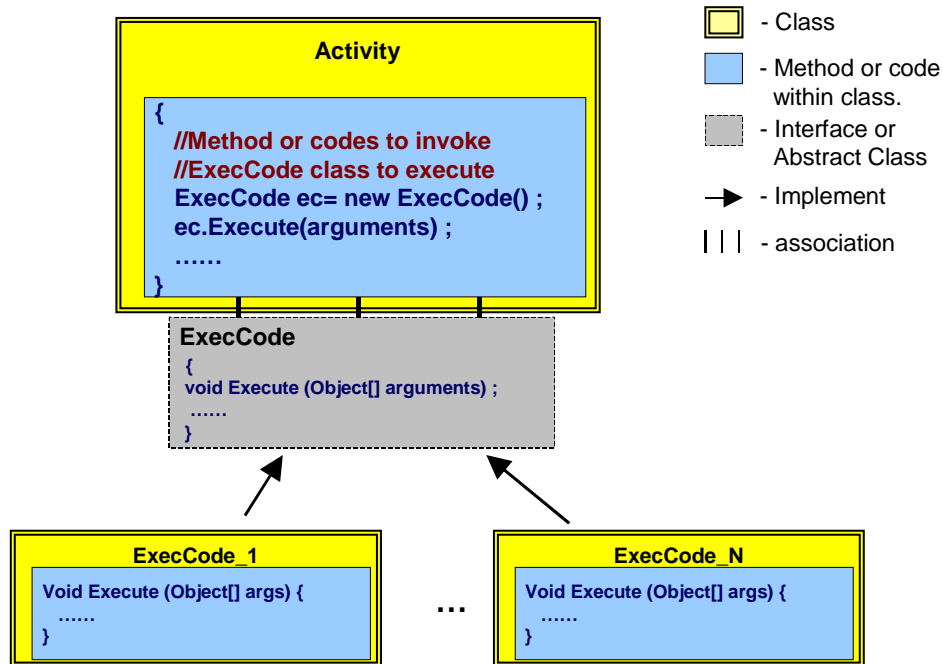 Activity
{
//Method or codes to invoke
//ExecCode class to execute
ExecCode ec= new ExecCode() ;
ec.Execute(arguments) ;
……
}
ExecCode
{
void Execute (Object[] arguments) ;
……
}
ExecCode_1
Void Execute (Object[] args) {
……
}
…
ExecCode_N
Void Execute (Object[] args) {
……
}
- Class
- Method or code
within class.
- Interface or
Abstract Class
- Implement
- association